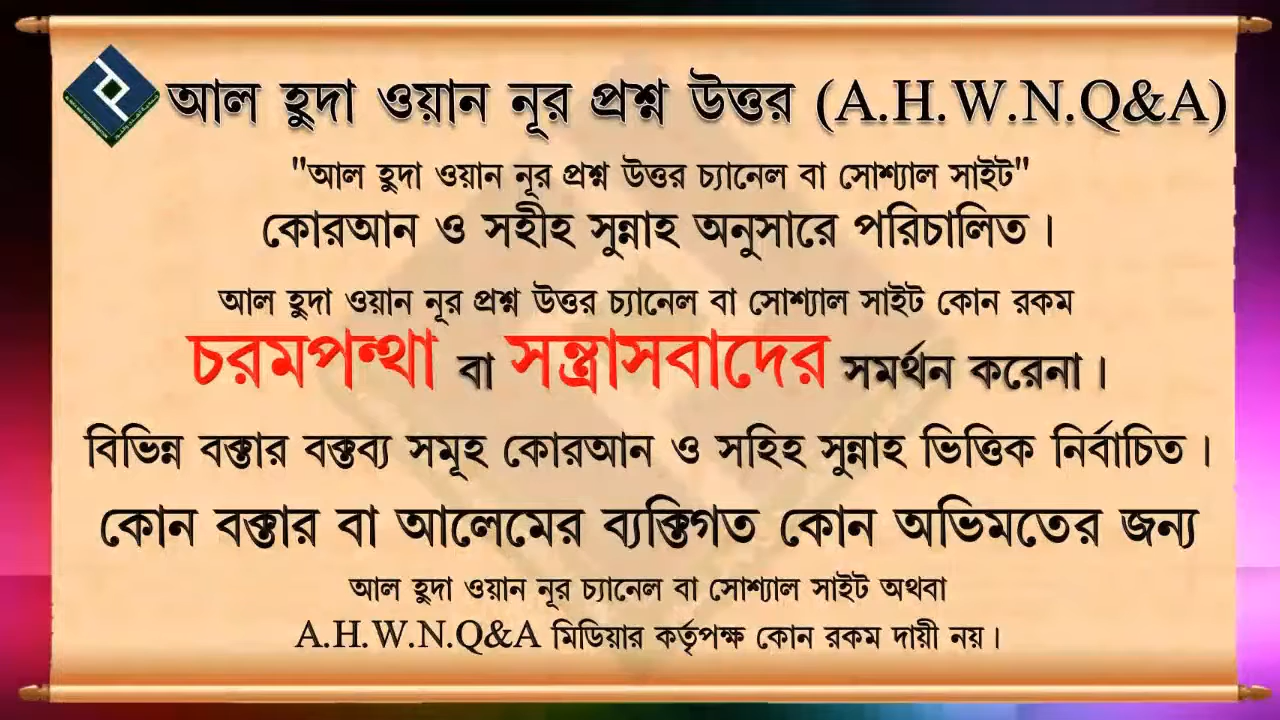 আল হুদা ওয়ান নূর প্রশ্ন উত্তর (A.H.W.N.Q&A)
"আল হুদা ওয়ান নূর প্রশ্ন উত্তর চ্যানেল বা সোশ্যাল সাইট"
কোরআন ও সহীহ সুন্নাহ অনুসারে পরিচালিত।
আল হুদা ওয়ান নূর প্রশ্ন উত্তর চ্যানেল বা সোশ্যাল সাইট কোন রকম
চরমপন্থা বা সন্ত্রাসবাদের সমর্থন করেনা।
বিভিন্ন বক্তার বক্তব্য সমূহ কোরআন ও সহিহ সুন্নাহ ভিত্তিক নির্বাচিত।
কোন বক্তার বা আলেমের ব্যক্তিগত কোন অভিমতের জন্য
আল হুদা ওয়ান নূর চ্যানেল বা সোশ্যাল সাইট অথবা
A.H.W.N.Q&A মিডিয়ার কর্তৃপক্ষ কোন রকম দায়ী নয়।